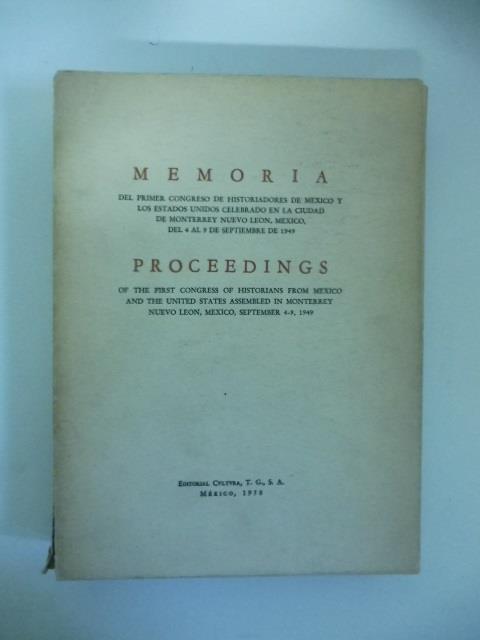 MEMORIA
DEL PRIMER CONGRESO DE HISTORIADORES DE MEXICO Y
LOS ESTADOS UNIDOS CELEBRADO EN LA CIUDAD
DE MONTERREY NUEVO LEON, MEXICO,
DEL 4 AL 9 DE SEPTIEMBRE DE 1949
PROCEEDINGS
OF THE FIRST CONGRESS OF HISTORIANS FROM MEXICO
AND THE UNITED STATES ASSEMBLED IN MONTERREY
NUEVO LEON, MEXICO, SEPTEMBER 4-9, 1949
EDITORIAL CVLTVRA, T. G., S. A.
MÉXICO, 1950